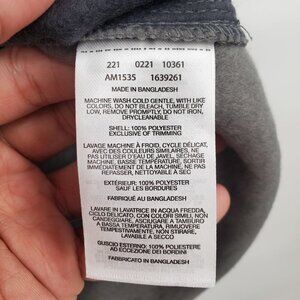 221 0221 10361
AM1535 1639261
MADE IN BANGLADESH
MACHINE WASH COLD GENTLE, WITH LIKE
COLORS, DO NOT BLEACH, TUMBLE DRY
LOW, REMOVE PROMPTLY, DO NOT IRON,
DRYCLEANABLE
SHELL: 100% POLYESTER
EXCLUSIVE OF TRIMMING
LAVAGE MACHINE À FROID, CYCLE DÉLICAT,
AVEC DES COULEURS SIMILAIRES, NE
PAS UTILISER D'EAU DE JAVEL, SÉCHAGE
MACHINE, BASSE TEMPÉRATURE, SORTIR
IMMÉDIATEMENT DE LA MACHINE, NE PAS
REPASSER, NETTOYABLE À SEC
EXTÉRIEUR: 100% POLYESTER
SAUF LES BORDURES
FABRIQUÉ AU BANGLADESH
LAVARE IN LAVATRICE IN ACQUA FREDDA,
CICLO DELICATO, CON COLORI SIMILI, NON
CANDEGGIARE, ASCIUGARE A TAMBURO
A BASSA TEMPERATURA, RIMUOVERE
TEMPESTIVAMENTE, NON STIRARE,
LAVABILE A SECCO
GUSCIO ESTERNO: 100% POLIESTERE
AD ECCEZIONE DEI BORDINI
FABBRICATO IN BANGLADESH